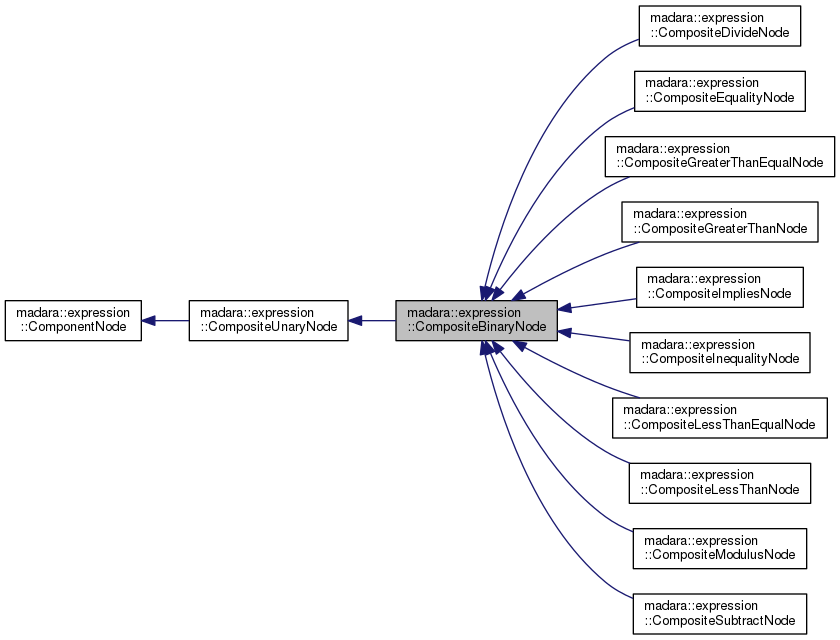 madara::expression
::ComponentNode
madara::expression
::CompositeUnaryNode
madara::expression
::CompositeBinaryNode
madara::expression
::CompositeDivideNode
madara::expression
::CompositeEqualityNode
madara::expression
::CompositeGreaterThanEqualNode
madara::expression
::CompositeGreaterThanNode
madara::expression
::CompositeImpliesNode
madara::expression
::CompositeInequalityNode
madara::expression
::CompositeLessThanEqualNode
madara::expression
::CompositeLessThanNode
madara::expression
::CompositeModulusNode
madara::expression
::CompositeSubtractNode